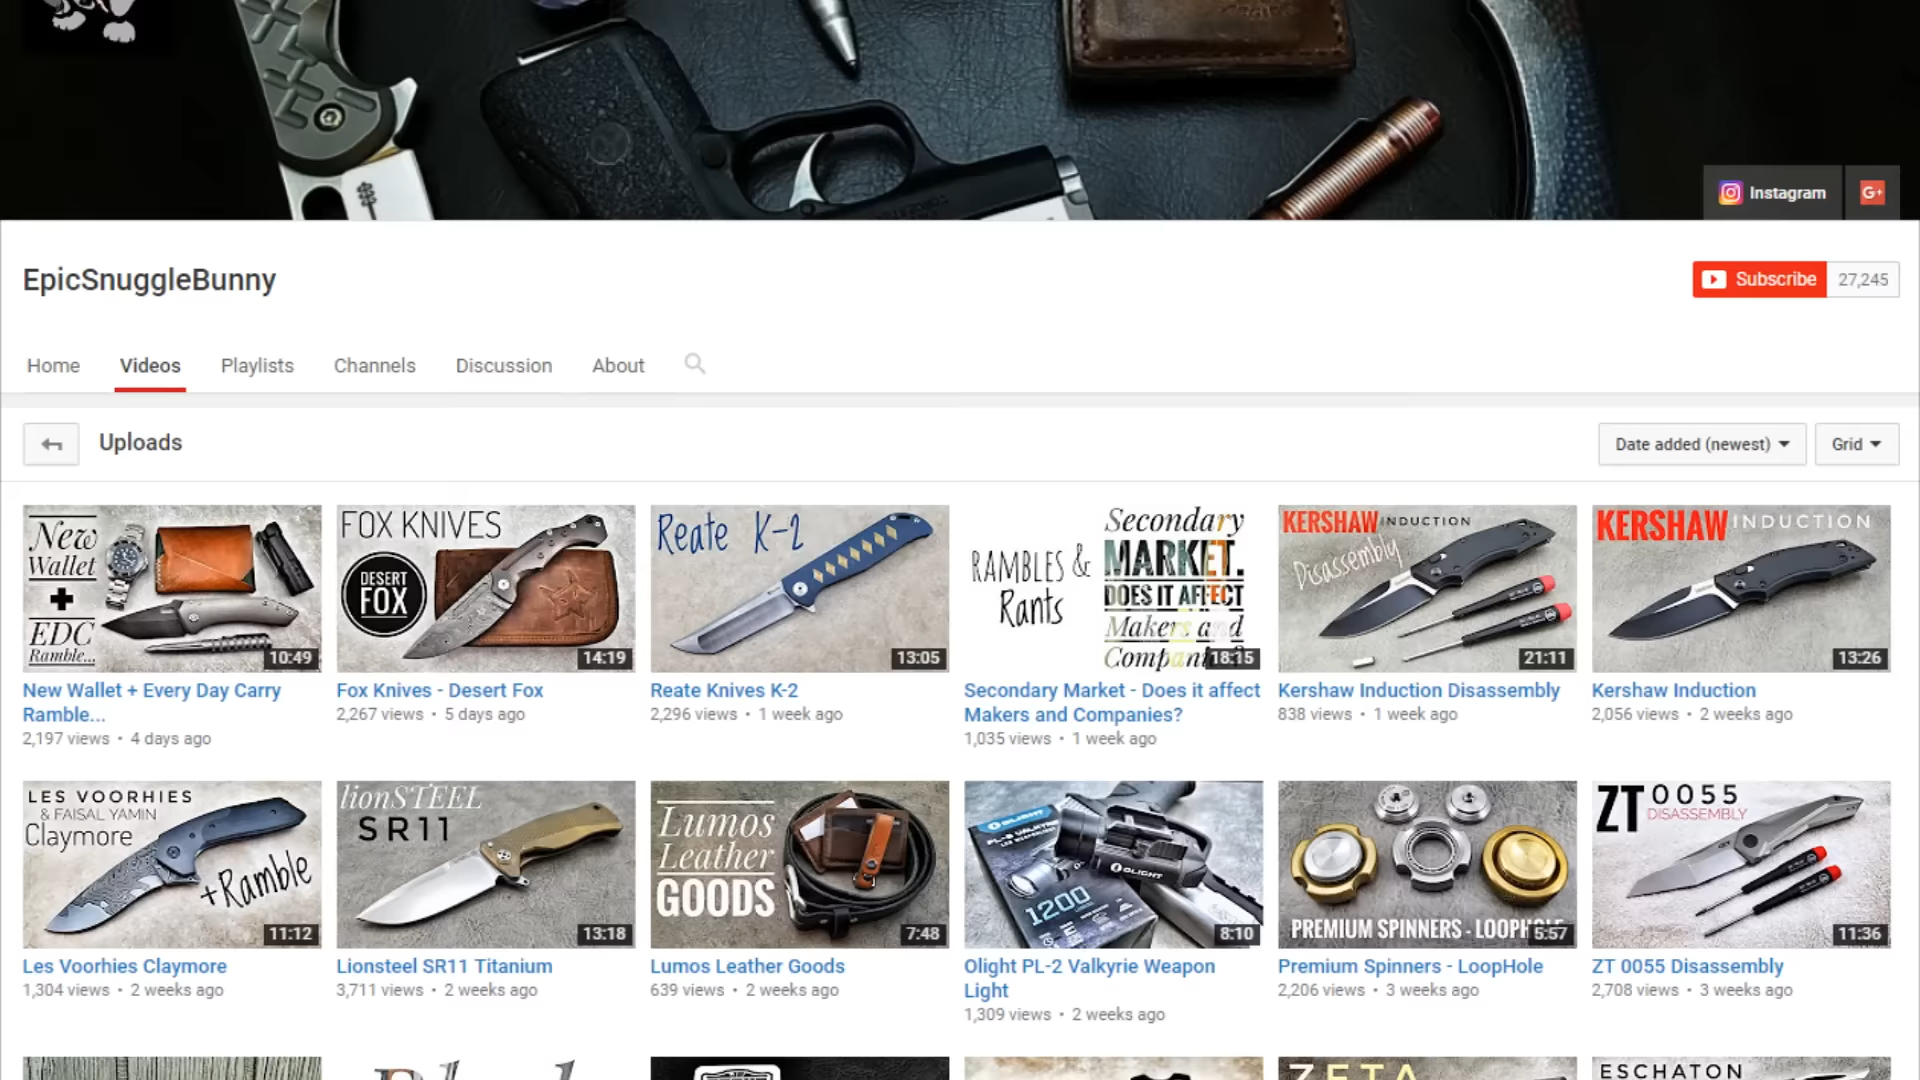 Instagram
G+
EpicSnuggleBunny
Subscribe 27,245
Home Videos Playlists Channels Discussion About
Uploads
Date added (newest) Grid
New
Wallet
+
EDC
Ramble...
10:49
FOX KNIVES
DESERT
FOX
14:19
Reate K-2
13:05
RAMBLES &
Rants
Secondary
MARKET.
DOES IT AFFECT
Makers and
18:15
KERSHAW INDUCTION
Disassembly
21:11
KERSHAW INDUCTION
13:26
New Wallet + Every Day Carry
Ramble...
2,197 views • 4 days ago
Fox Knives - Desert Fox
2,267 views • 5 days ago
Reate Knives K-2
2,296 views • 1 week ago
Secondary Market - Does it affect
Makers and Companies?
1,035 views • 1 week ago
Kershaw Induction Disassembly
838 views • 1 week ago
Kershaw Induction
2,056 views • 2 weeks ago
LES VOORHIES
& FAISAL YAMIN
Claymore
+Ramble
11:12
lionSTEEL
SR11
13:18
Lumos
Leather
GOODS
7:48
OLIGHT
PL-2 VALKYRIE
1200
OLIGHT
8:10
PREMIUM SPINNERS - LOOPHOLE
5:57
ZT 0055
DISASSEMBLY
11:36
Les Voorhies Claymore
1,304 views • 2 weeks ago
Lionsteel SR11 Titanium
3,711 views • 2 weeks ago
Lumos Leather Goods
639 views • 2 weeks ago
Olight PL-2 Valkyrie Weapon
Light
1,309 views • 2 weeks ago
Premium Spinners - LoopHole
2,206 views • 3 weeks ago
ZT 0055 Disassembly
2,708 views • 3 weeks ago
ZETA
ESCHATON